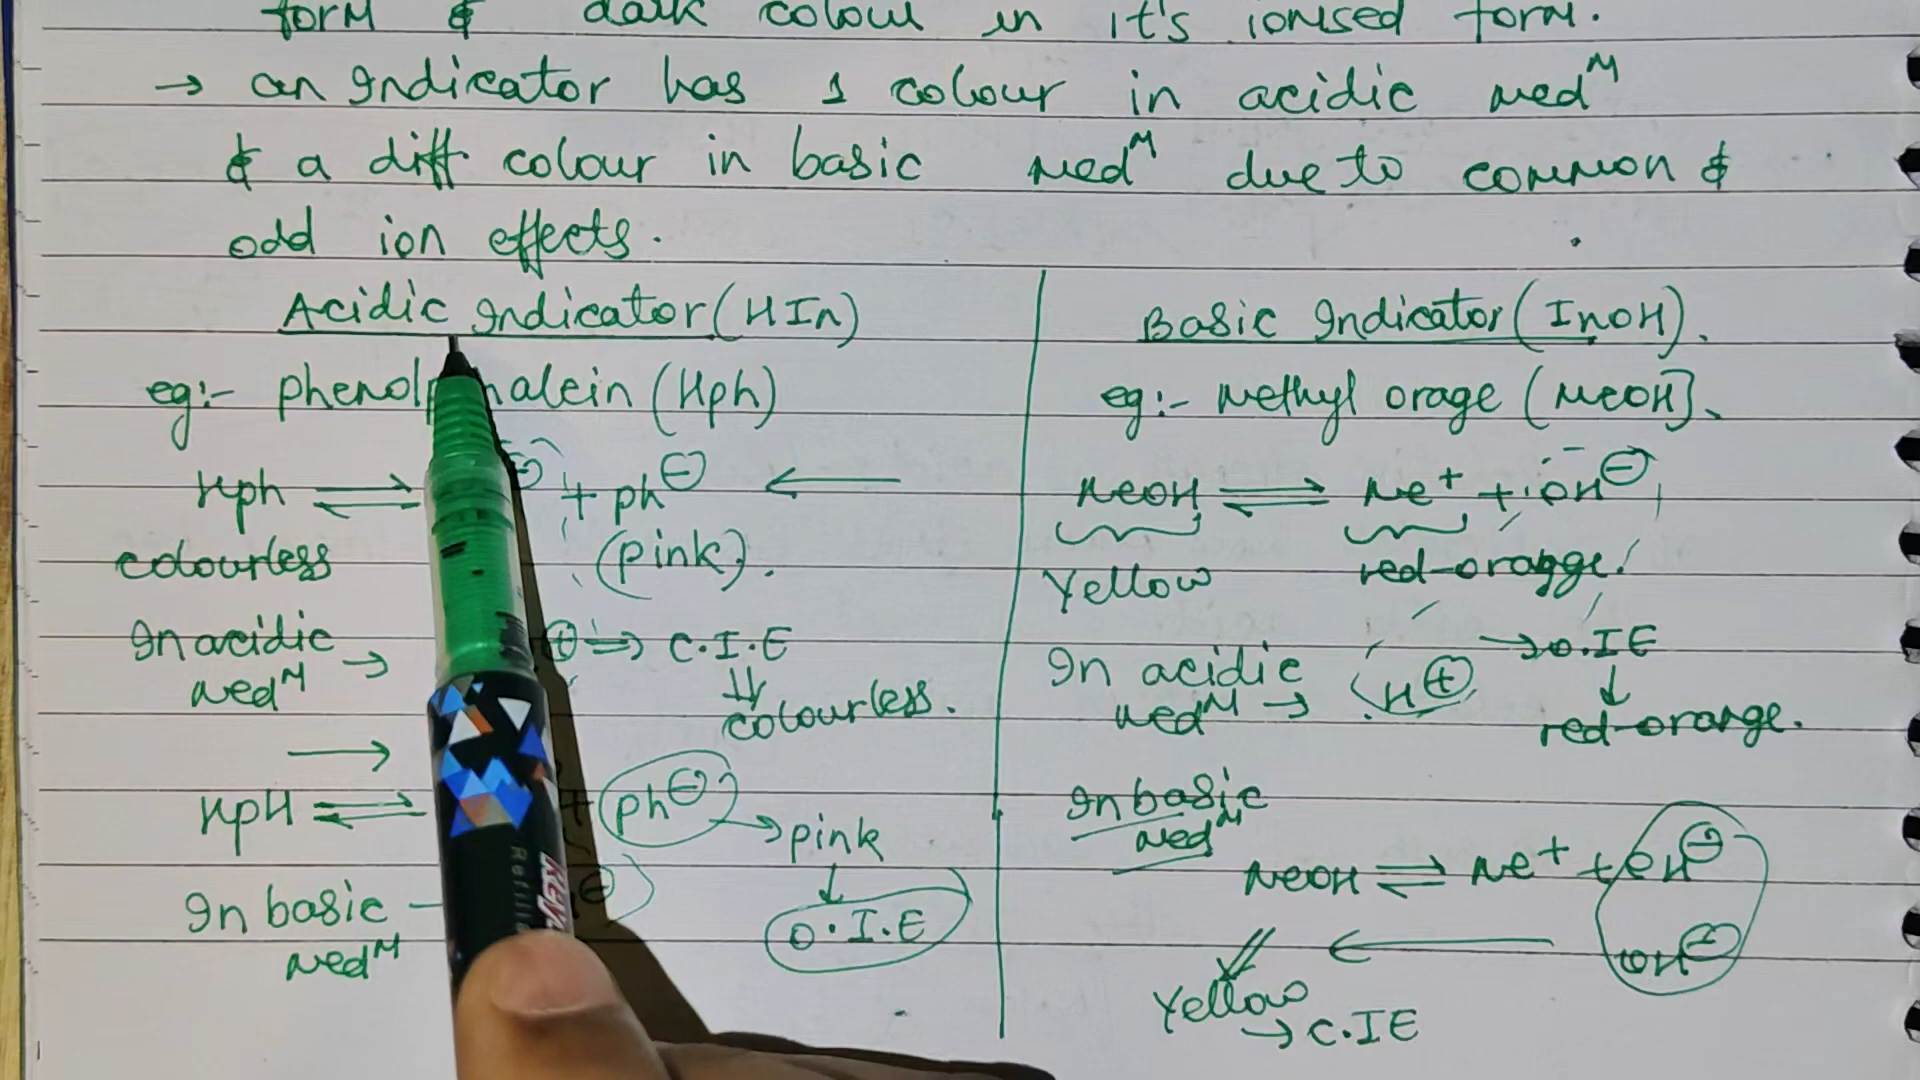 form & dark colour in it's ionised form.
→ an Indicator has 1 colour in acidic medᴹ
& a diff colour in basic medᴹ due to common &
odd ion effects.
Acidic Indicator (HIn)
eg:- phenol halein (Hph)
Hph ⇌ ⊖ + ph⊖ ←
colourless (pink).
In acidic medᴹ → ⊕ ⇒ C.I.E
⇓
colourless.
→
HpH ⇌ + ph⊖ → pink
↓
In basic medᴹ – ⊖ O.I.E
Basic Indicator (InOH).
eg:- Methyl orage (MeOH).
MeOH ⇌ Me⁺ + OH⊖
Yellow red-orange.
In acidic medᴹ → H⊕ → O.IE
↓
red-orange.
In basic medᴹ
MeOH ⇌ Me⁺ + OH⊖
← OH⊖
Yellow
→ C.IE
Refill
Key